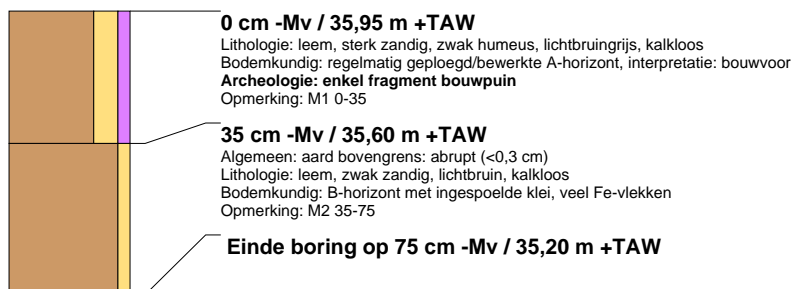 0 cm -Mv / 35,95 m +TAW
Lithologie: leem, sterk zandig, zwak humeus, lichtbruingrijs, kalkloos
Bodemkundig: regelmatig geploegd/bewerkte A-horizont, interpretatie: bouwvoor
Archeologie: enkel fragment bouwpuin
Opmerking: M1 0-35
35 cm -Mv / 35,60 m +TAW
Algemeen: aard bovengrens: abrupt (<0,3 cm)
Lithologie: leem, zwak zandig, lichtbruin, kalkloos
Bodemkundig: B-horizont met ingespoelde klei, veel Fe-vlekken
Opmerking: M2 35-75
Einde boring op 75 cm -Mv / 35,20 m +TAW